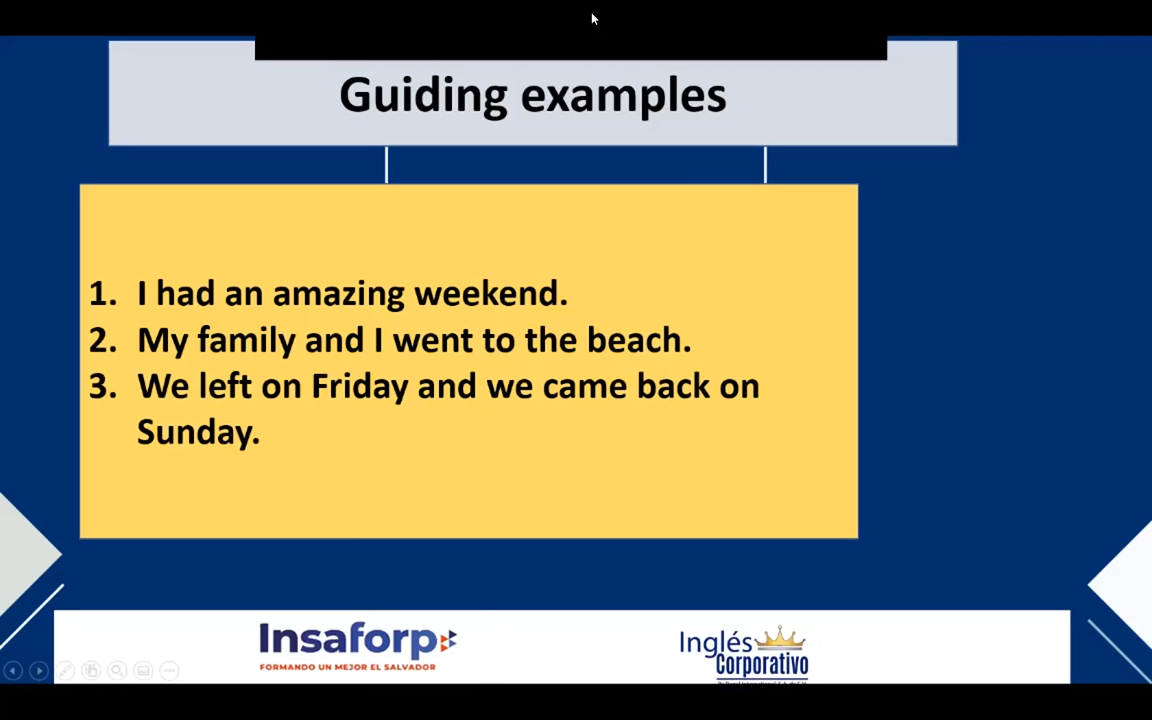 Guiding examples
1. I had an amazing weekend.
2. My family and I went to the beach.
3. We left on Friday and we came back on
Sunday.
Insaforp
FORMANDO UN MEJOR EL SALVADOR
Inglés
Corporativo